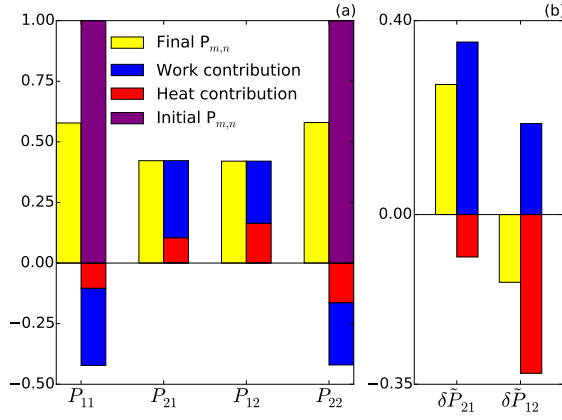 (a)
1.00
0.75
0.50
0.25
0.00
−0.25
−0.50
Final P_{m,n}
Work contribution
Heat contribution
Initial P_{m,n}
P_{11} P_{21} P_{12} P_{22}
(b)
0.40
0.00
−0.35
δP̃_{21} δP̃_{12}